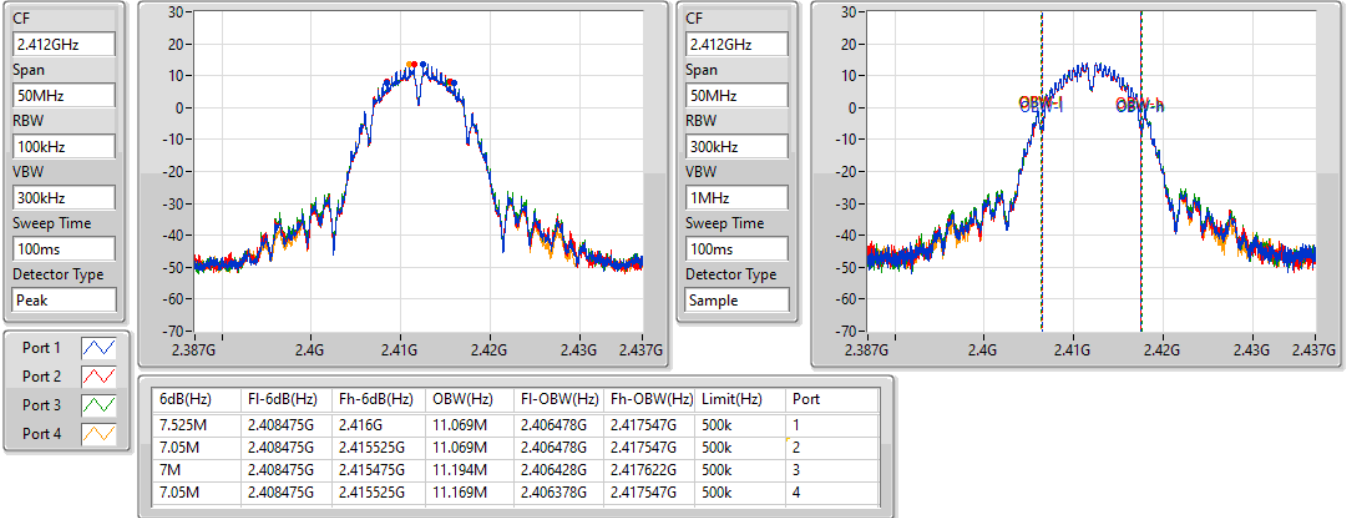 CF
2.412GHz
Span
50MHz
RBW
100kHz
VBW
300kHz
Sweep Time
100ms
Detector Type
Peak
30
20
10
0
-10
-20
-30
-40
-50
-60
-70
2.387G 2.4G 2.41G 2.42G 2.43G 2.437G
CF
2.412GHz
Span
50MHz
RBW
300kHz
VBW
1MHz
Sweep Time
100ms
Detector Type
Sample
30
20
10
0
-10
-20
-30
-40
-50
-60
-70
OBW-l OBW-h
2.387G 2.4G 2.41G 2.42G 2.43G 2.437G
Port 1
Port 2
Port 3
Port 4
6dB(Hz) Fl-6dB(Hz) Fh-6dB(Hz) OBW(Hz) Fl-OBW(Hz) Fh-OBW(Hz) Limit(Hz) Port
7.525M 2.408475G 2.416G 11.069M 2.406478G 2.417547G 500k 1
7.05M 2.408475G 2.415525G 11.069M 2.406478G 2.417547G 500k 2
7M 2.408475G 2.415475G 11.194M 2.406428G 2.417622G 500k 3
7.05M 2.408475G 2.415525G 11.169M 2.406378G 2.417547G 500k 4